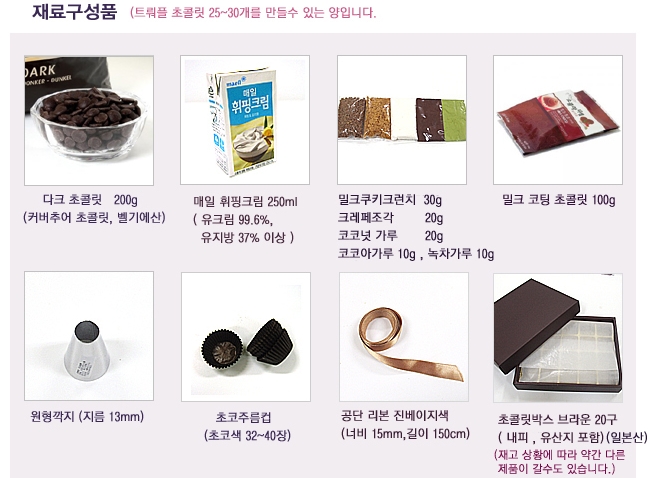 재료구성품 (트뤄플 초콜릿 25~30개를 만들수 있는 양입니다.
DARK
DONKER - DUNKEL
maeil
매일
휘핑크림
다크 초콜릿 200g
(커버추어 초콜릿, 벨기에산)
매일 휘핑크림 250ml
( 유크림 99.6%,
유지방 37% 이상 )
밀크쿠키크런치 30g
크레페조각 20g
코코넛 가루 20g
코코아가루 10g , 녹차가루 10g
밀크 코팅 초콜릿 100g
원형깍지 (지름 13mm)
초코주름컵
(초코색 32~40장)
공단 리본 진베이지색
(너비 15mm,길이 150cm)
초콜릿박스 브라운 20구
( 내피 , 유산지 포함)(일본산)
(재고 상황에 따라 약간 다른
제품이 갈수도 있습니다.)